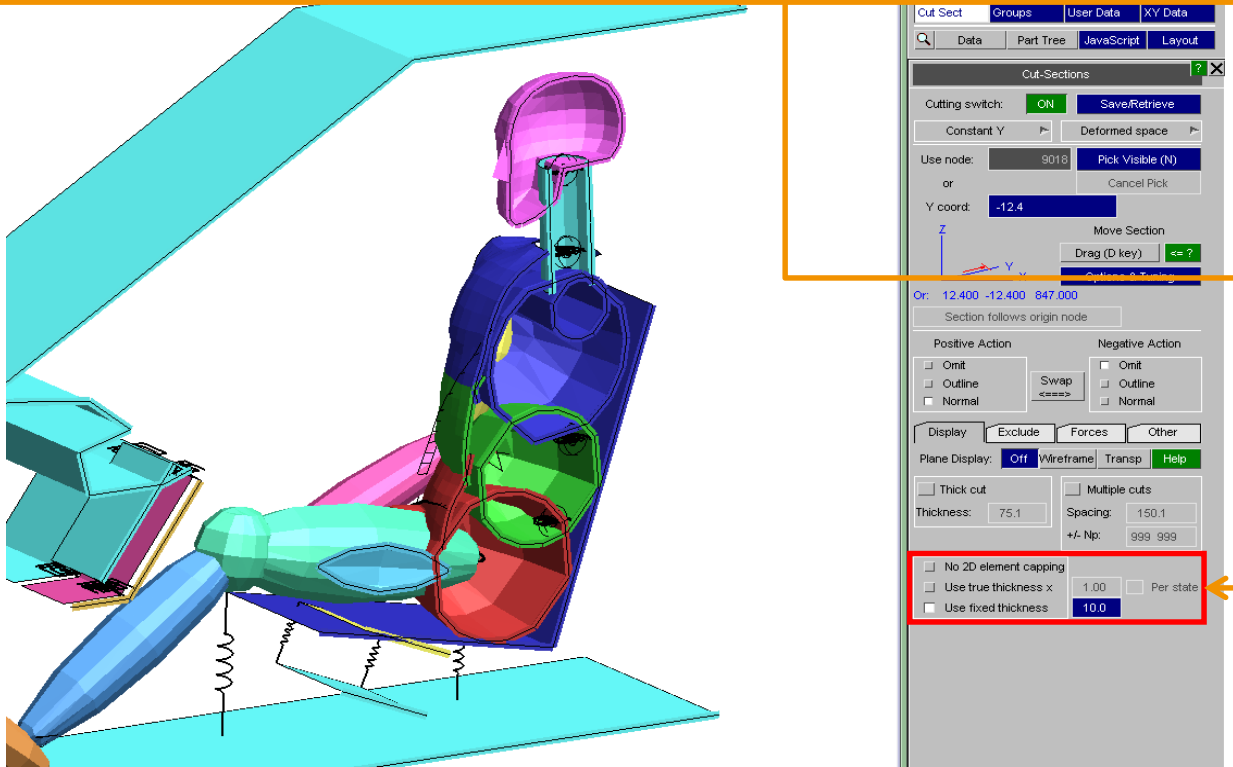 Cut Sect Groups User Data XY Data
Data Part Tree JavaScript Layout
Cut-Sections ? X
Cutting switch: ON Save/Retrieve
Constant Y Deformed space
Use node: 9018 Pick Visible (N)
or Cancel Pick
Y coord: -12.4
Z Move Section
Drag (D key) <= ?
Y
X Options & Tuning
Or: 12.400 -12.400 847.000
Section follows origin node
Positive Action Negative Action
Omit Omit
Outline Swap Outline
<===>
Normal Normal
Display Exclude Forces Other
Plane Display: Off Wireframe Transp Help
Thick cut Multiple cuts
Thickness: 75.1 Spacing: 150.1
+/- Np: 999 999
No 2D element capping
Use true thickness x 1.00 Per state
Use fixed thickness 10.0